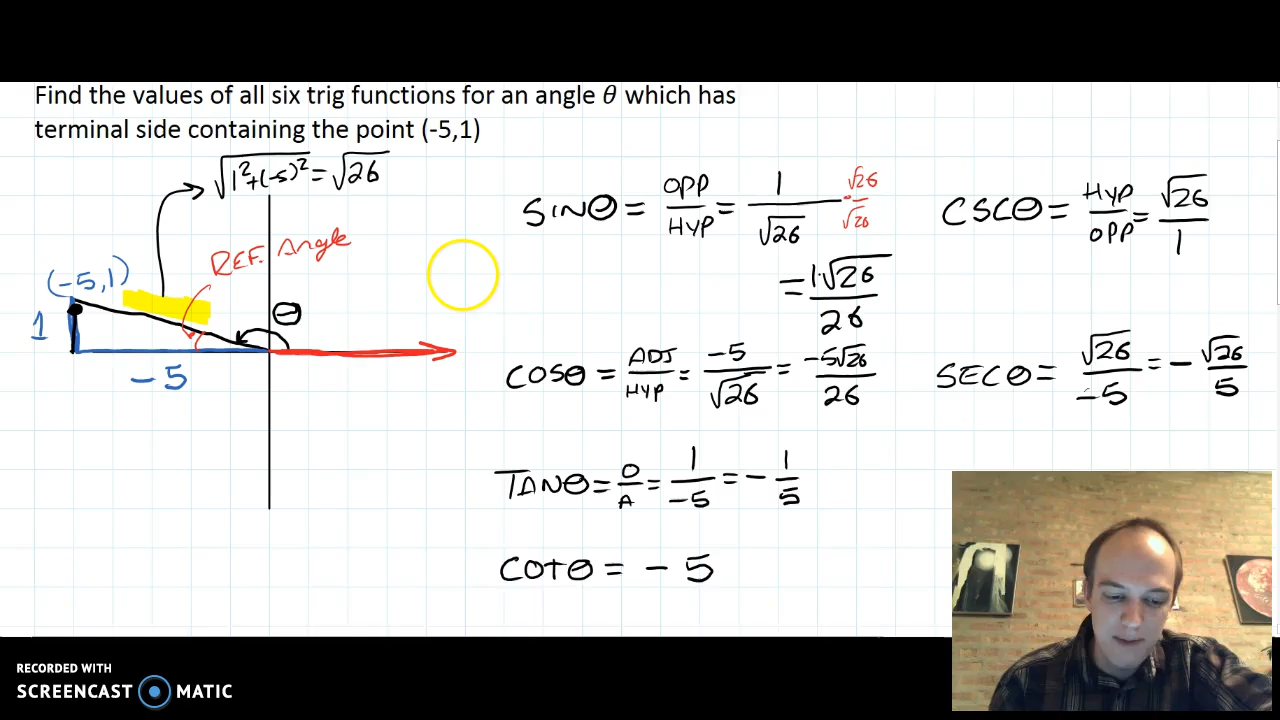 Find the values of all six trig functions for an angle θ which has
terminal side containing the point (-5,1)
√1²+(-5)² = √26
REF. Angle
(-5,1)
θ
1
-5
SINθ = OPP/HYP = 1/√26 · √26/√26
= 1·√26/26
COSθ = ADJ/HYP = -5/√26 = -5√26/26
TANθ = O/A = 1/-5 = -1/5
COTθ = -5
CSCθ = HYP/OPP = √26/1
SECθ = √26/-5 = -√26/5
RECORDED WITH
SCREENCAST MATIC